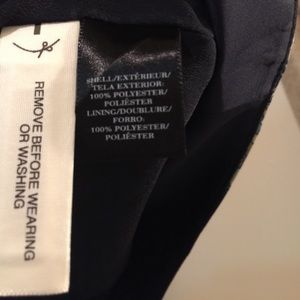 SHELL/EXTÉRIEUR/
TELA EXTERIOR:
100% POLYESTER/
POLIÉSTER
LINING/DOUBLURE/
FORRO:
100% POLYESTER/
POLIÉSTER
REMOVE BEFORE WEARING
OR WASHING